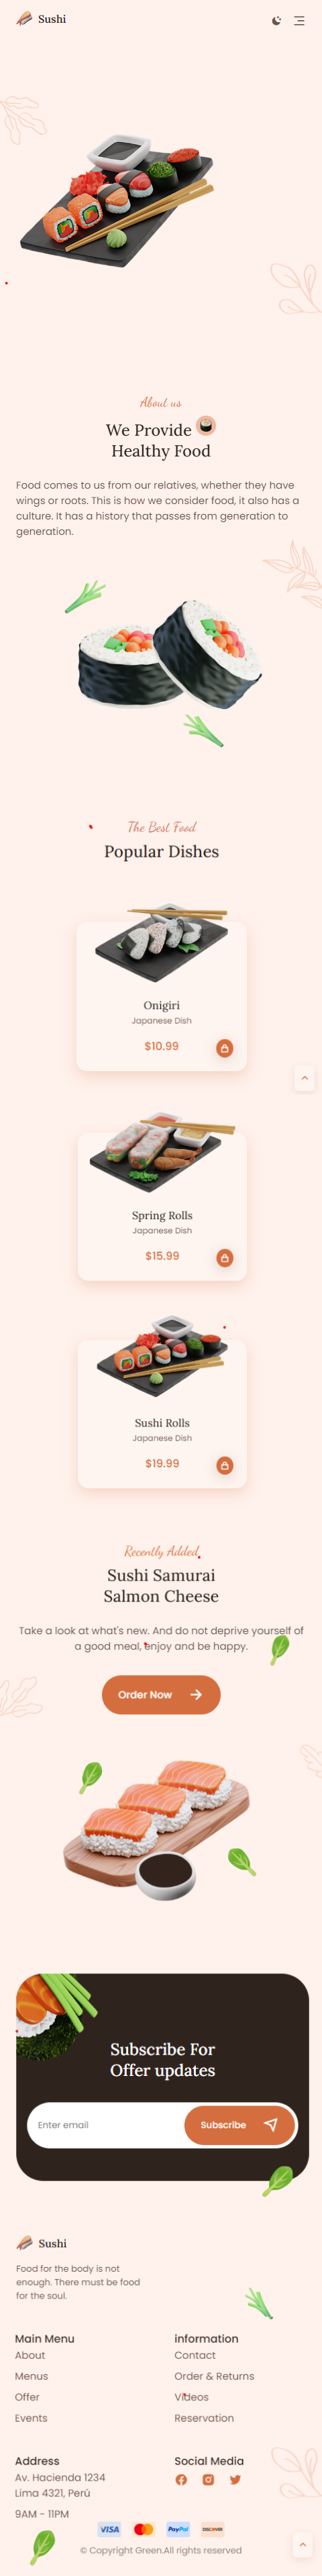 Sushi
About us
We Provide
Healthy Food
Food comes to us from our relatives, whether they have
wings or roots. This is how we consider food, it also has a
culture. It has a history that passes from generation to
generation.
The Best Food
Popular Dishes
Onigiri
Japanese Dish
$10.99
Spring Rolls
Japanese Dish
$15.99
Sushi Rolls
Japanese Dish
$19.99
Recently Added
Sushi Samurai
Salmon Cheese
Take a look at what's new. And do not deprive yourself of
a good meal, enjoy and be happy.
Order Now
Subscribe For
Offer updates
Enter email
Subscribe
Sushi
Food for the body is not
enough. There must be food
for the soul.
Main Menu
About
Menus
Offer
Events
information
Contact
Order & Returns
Videos
Reservation
Address
Av. Hacienda 1234
Lima 4321, Perú
9AM - 11PM
Social Media
VISA
PayPal
DISCOVER
© Copyright Green.All rights reserved